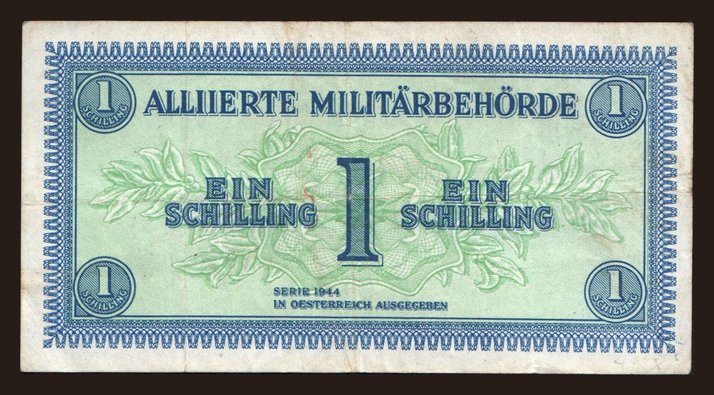 1 SCHILLING
ALLIIERTE MILITÄRBEHÖRDE
1 SCHILLING
EIN
SCHILLING
1
EIN
SCHILLING
1 SCHILLING
SERIE 1944
IN OESTERREICH AUSGEGEBEN
1 SCHILLING